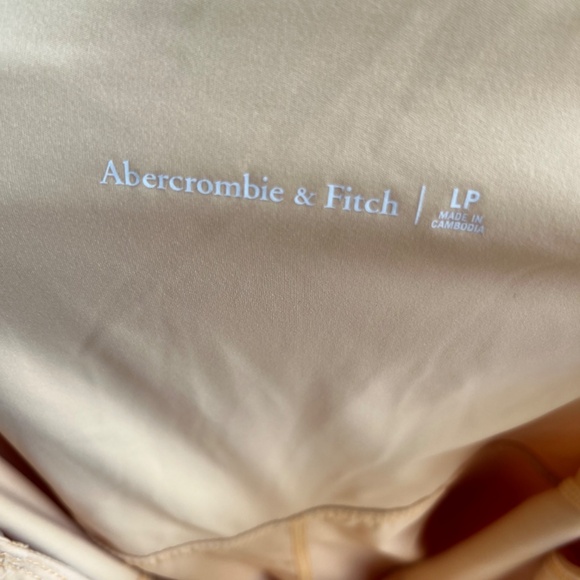 Abercrombie & Fitch | LP
MADE IN
CAMBODIA